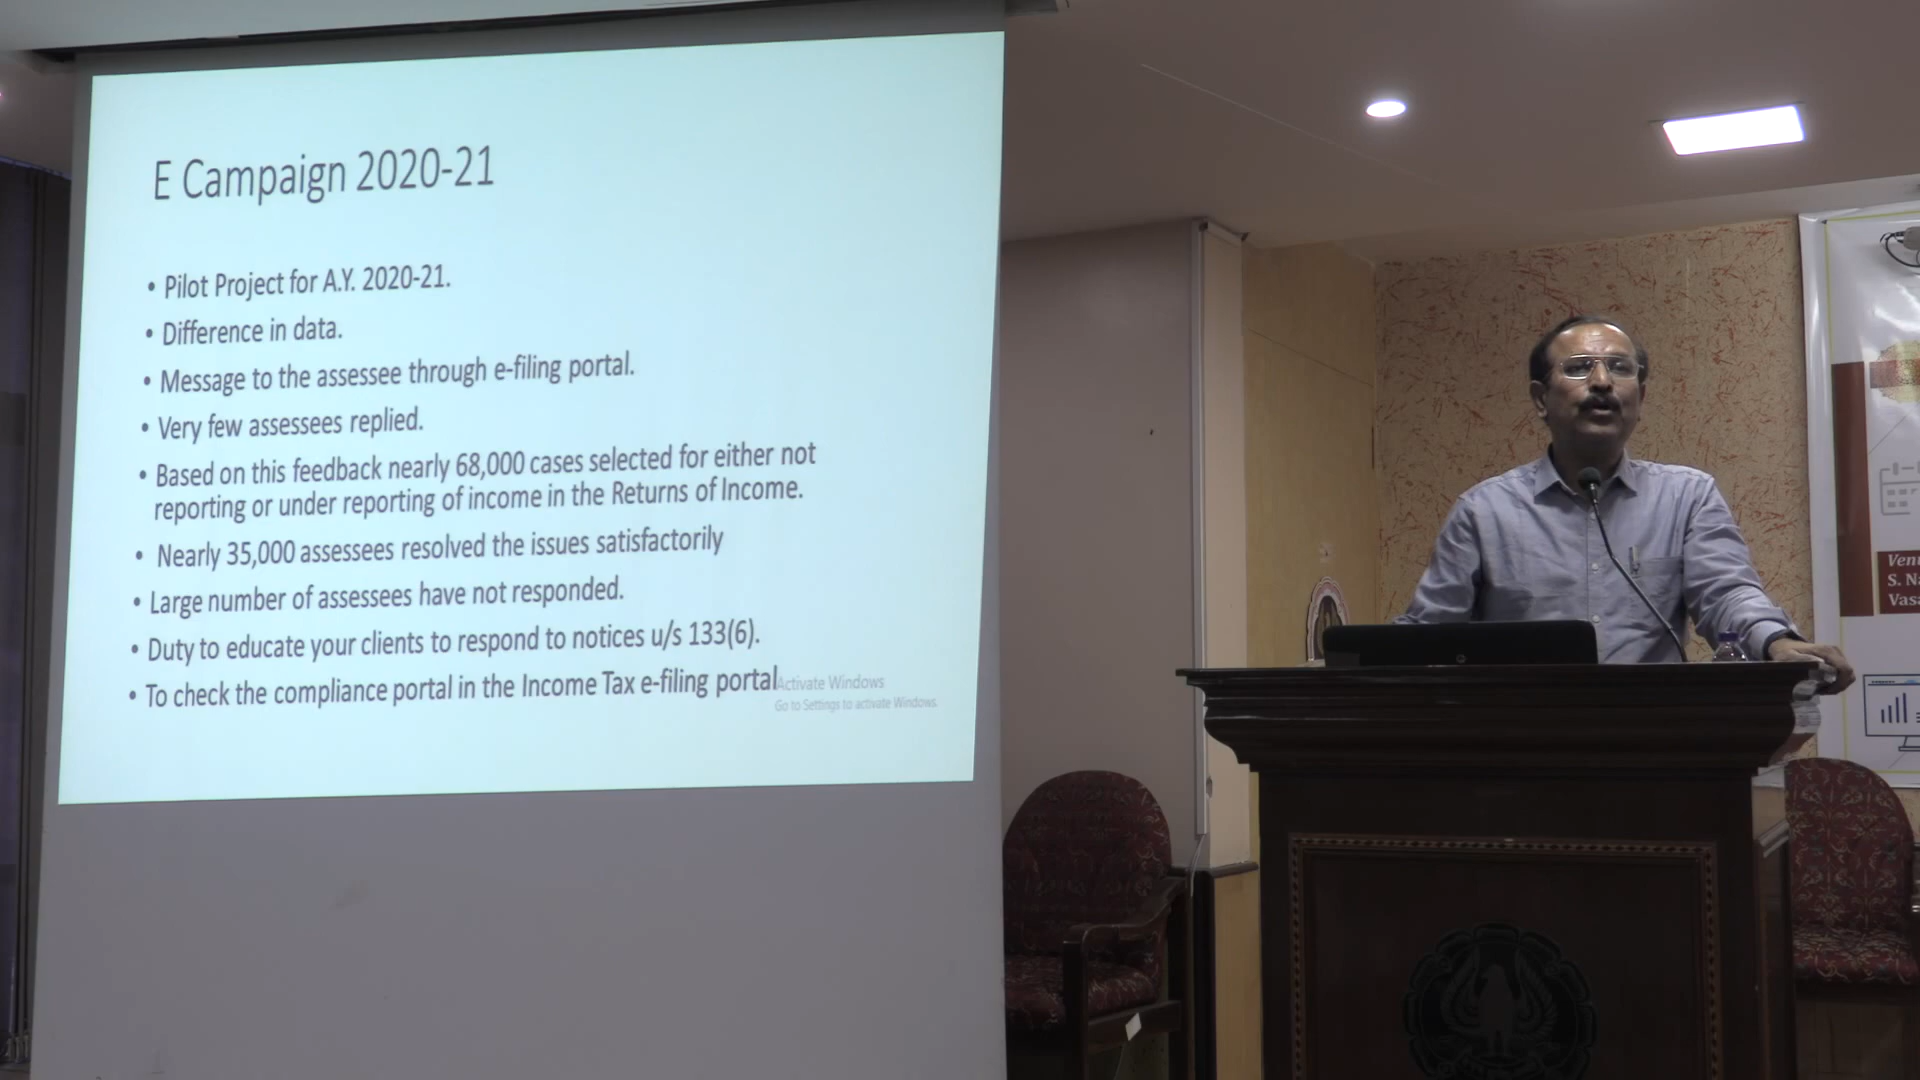 E Campaign 2020-21
• Pilot Project for A.Y. 2020-21.
• Difference in data.
• Message to the assessee through e-filing portal.
• Very few assessees replied.
• Based on this feedback nearly 68,000 cases selected for either not
reporting or under reporting of income in the Returns of Income.
• Nearly 35,000 assessees resolved the issues satisfactorily
• Large number of assessees have not responded.
• Duty to educate your clients to respond to notices u/s 133(6).
• To check the compliance portal in the Income Tax e-filing portal
Activate Windows
Go to Settings to activate Windows.
S.